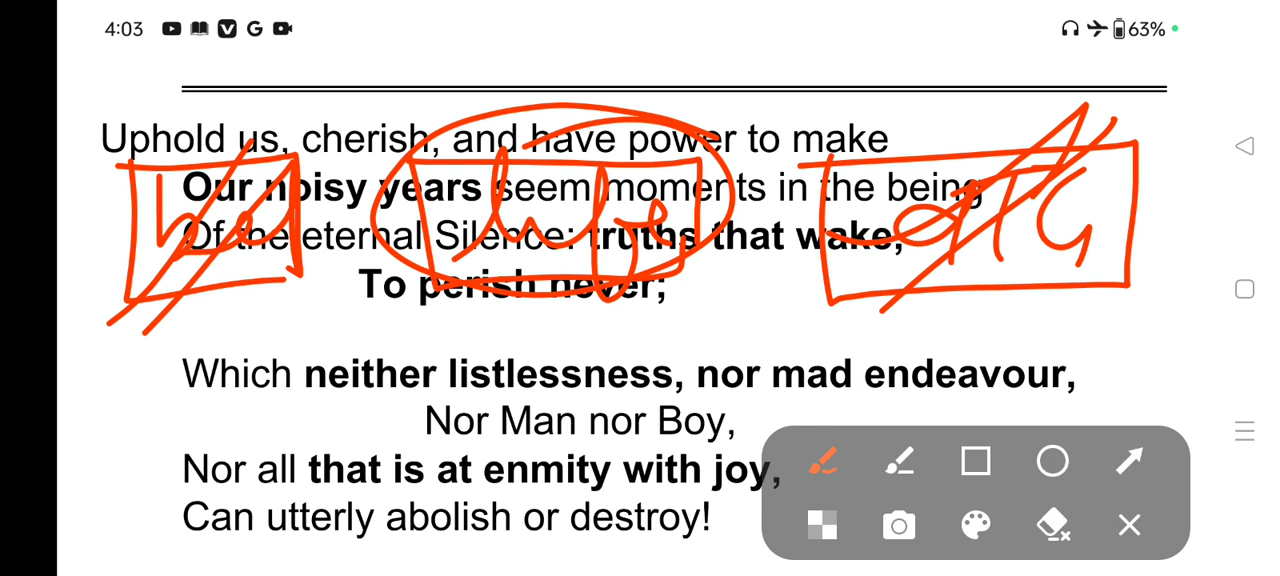 4:03 63%
Uphold us, cherish, and have power to make
Our noisy years seem moments in the being
Of the eternal Silence: truths that wake,
To perish never;
Which neither listlessness, nor mad endeavour,
Nor Man nor Boy,
Nor all that is at enmity with joy,
Can utterly abolish or destroy!